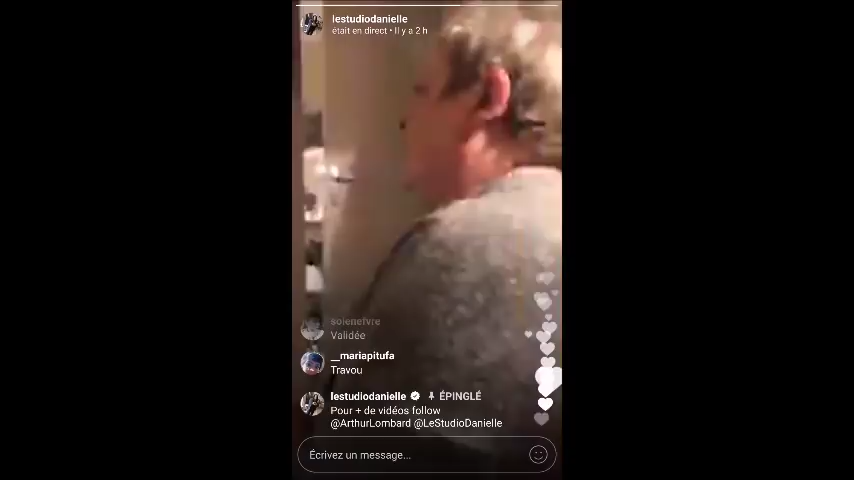 lestudiodanielle
était en direct • Il y a 2 h
solenefvre
Validée
__mariapitufa
Travou
lestudiodanielle ÉPINGLÉ
Pour + de vidéos follow
@ArthurLombard @LeStudioDanielle
Écrivez un message...